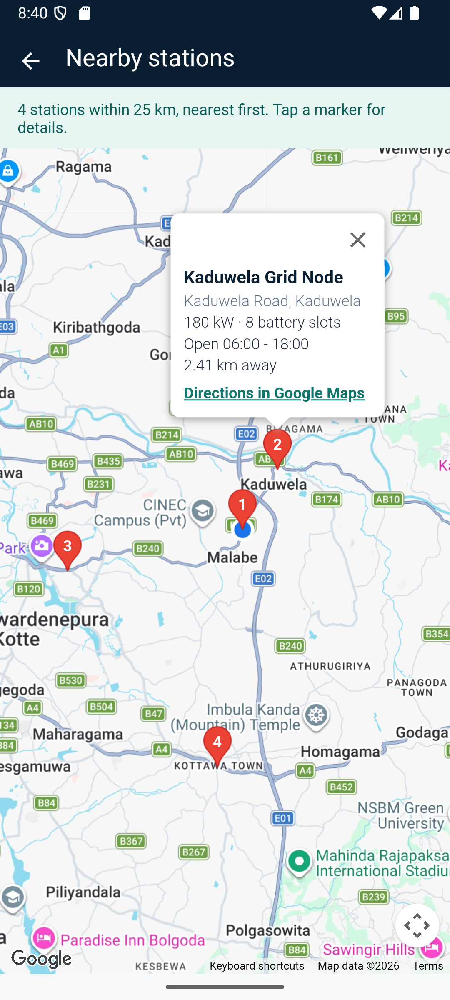 8:40
Nearby stations
4 stations within 25 km, nearest first. Tap a marker for
details.
B161
Ragama
B214
Kaduwela Grid Node
Kaduwela Road, Kaduwela
180 kW · 8 battery slots
Open 06:00 - 18:00
2.41 km away
Directions in Google Maps
B95
E03
Kiribathgoda
A1
AB10
TOWN
B214
E02
2
AB10
B469
B435
B231
Kaduwela
B174
AB10
CINEC
Campus (Pvt)
1
B469
Park
3
B240
Malabe
E02
B120
wardenepura
Kotte
B354
B240
ATHURUGIRIYA
B530
PANAGODA
TOWN
A4
B504
B47
Imbula Kanda
(Mountain) Temple
134
Maharagama
4
A4
Homagama
384
KOTTAWA TOWN
A4
esgamuwa
B452
B84
NSBM Green
University
E01
B367
B267
Mahinda Rajapaksa
International
Piliyandala
B239
Polgasowita
Paradise Inn Bolgoda
B84
Sawingir Hills
Google
KESBEWA
Keyboard shortcuts
Map data ©2026
Terms